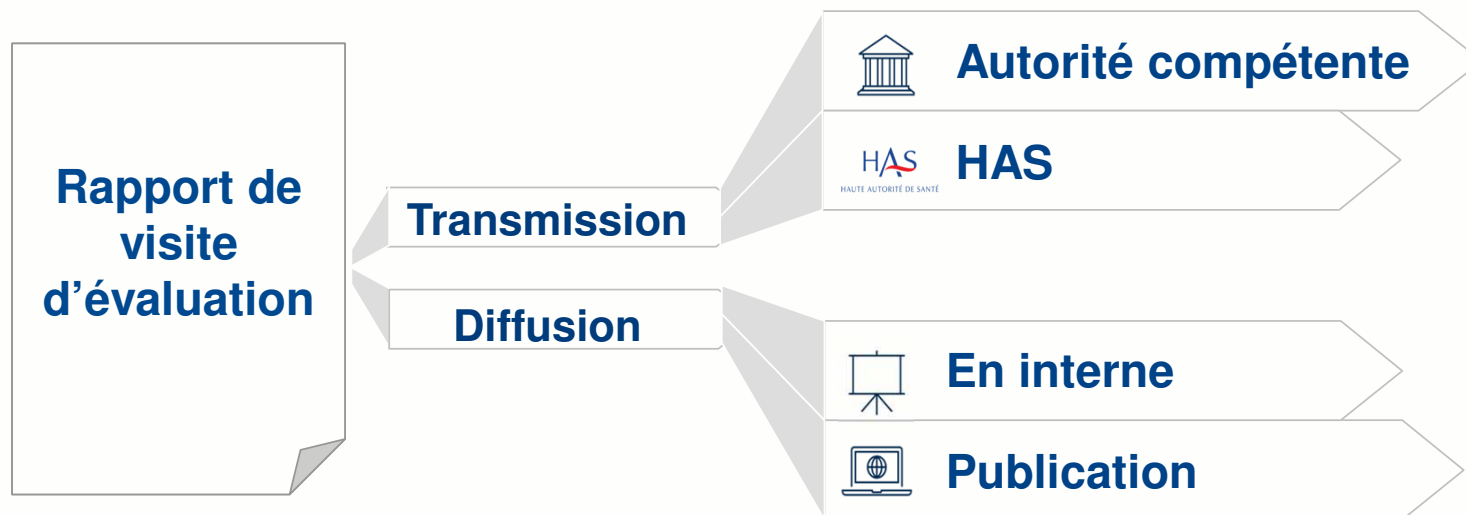 Rapport de
visite
d’évaluation
Transmission
Autorité compétente
HAS
HAUTE AUTORITÉ DE SANTÉ
HAS
Diffusion
En interne
Publication